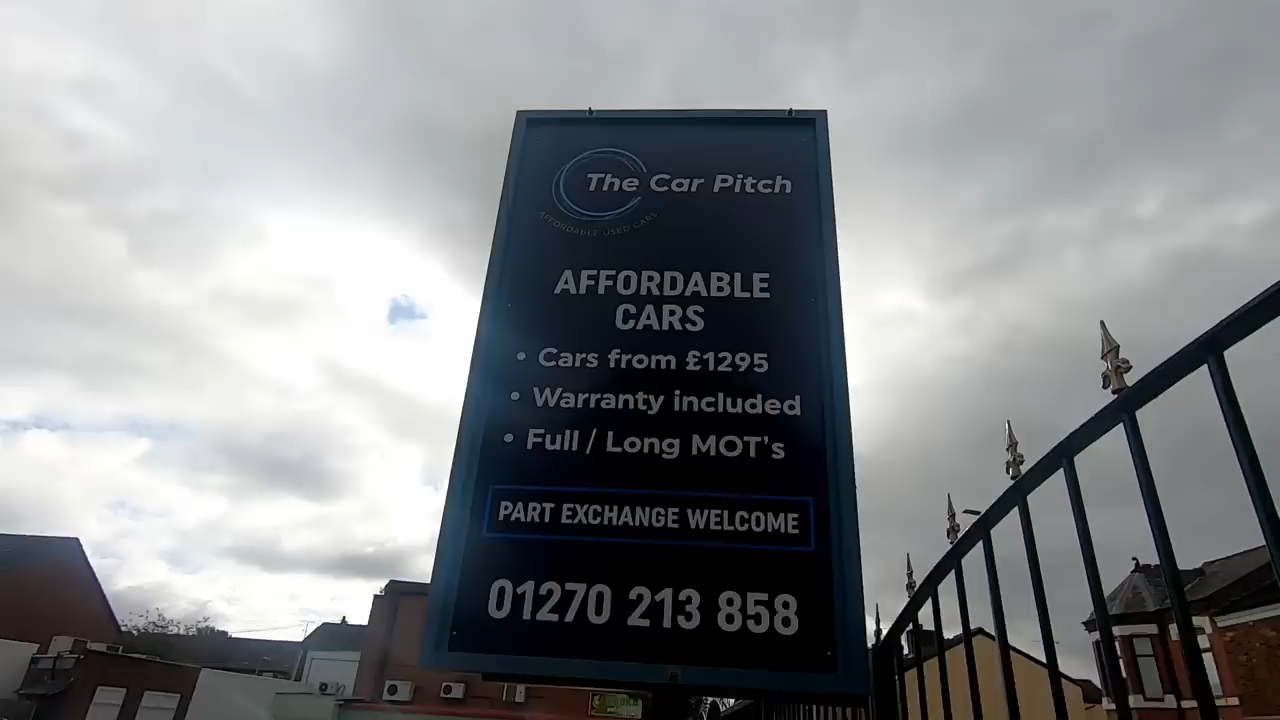 The Car Pitch
AFFORDABLE USED CARS
AFFORDABLE
CARS
• Cars from £1295
• Warranty included
• Full / Long MOT's
PART EXCHANGE WELCOME
01270 213 858